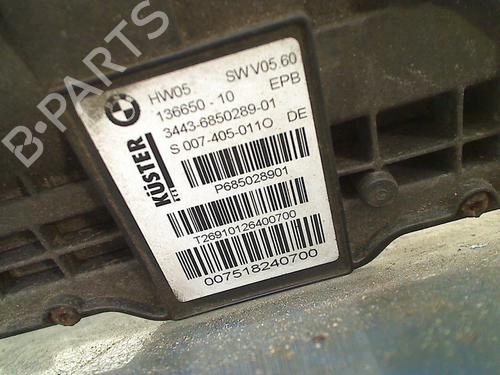 B-PARTS
HW05 SWV05.60
136650 - 10 EPB
3443-6850289-01
S 007-405-011O DE
KÜSTER
P685028901
T26910126400700
007518240700